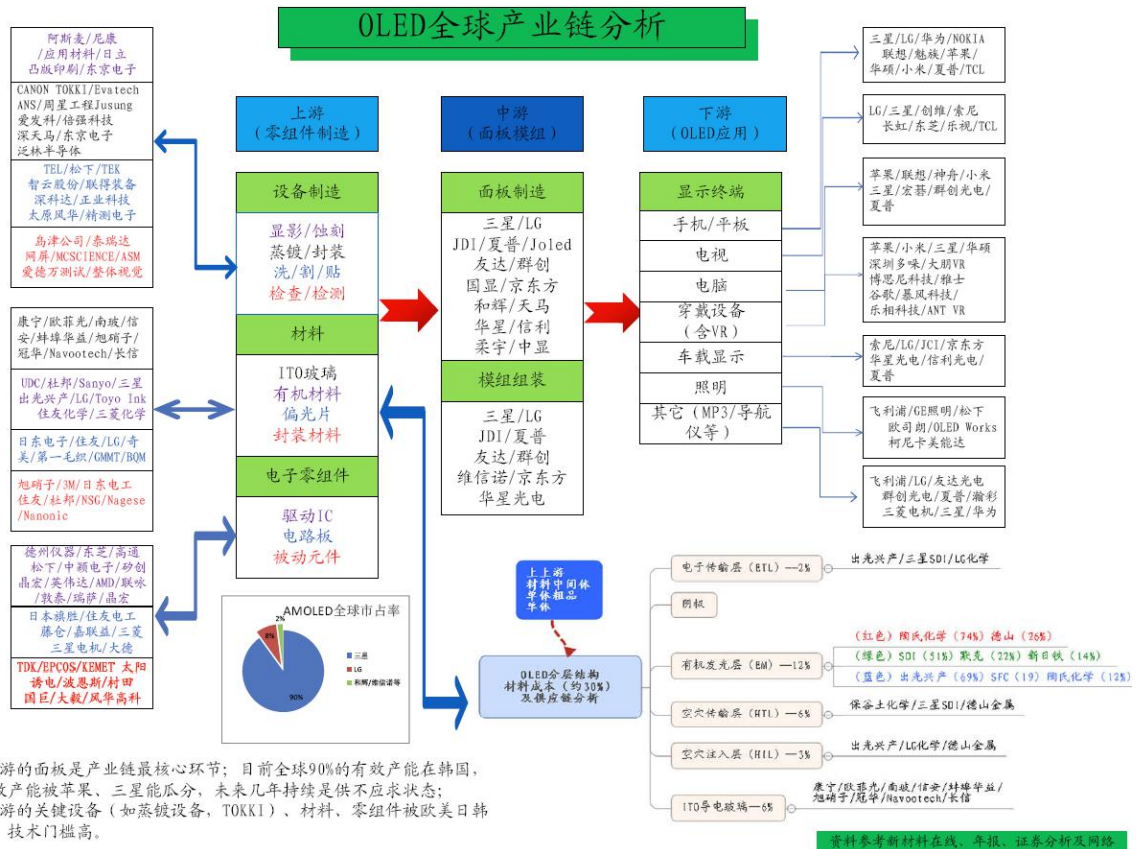 OLED全球产业链分析
阿斯麦/尼康
/应用材料/日立
凸版印刷/东京电子
CANON TOKKI/Evatech
ANS/周星工程Jusung
爱发科/倍强科技
深天马/东京电子
泛林半导体
TEL/松下/TEK
智云股份/联得装备
深科达/正业科技
太原风华/精测电子
岛津公司/泰瑞达
网屏/MCSCIENCE/ASM
爱德万测试/整体视觉
康宁/欧菲光/南玻/信
安/蚌埠华益/旭硝子/
冠华/Navootech/长信
UDC/杜邦/Sanyo/三星
出光兴产/LG/Toyo Ink
住友化学/三菱化学
日东电子/住友/LG/奇
美/第一毛织/GMMT/BQM
旭硝子/3M/日东电工
住友/杜邦/NSG/Nagese
/Nanonic
德州仪器/东芝/高通
松下/中颖电子/矽创
晶宏/英伟达/AMD/联咏
/敦泰/瑞萨/晶宏
日本旗胜/住友电工
藤仓/嘉联益/三菱
三星电机/大德
TDK/EPCOS/KEMET 太阳
诱电/波恩斯/村田
国巨/大毅/风华高科
上游
(零组件制造)
设备制造
显影/蚀刻
蒸镀/封装
洗/割/贴
检查/检测
材料
ITO玻璃
有机材料
偏光片
封装材料
电子零组件
驱动IC
电路板
被动元件
中游
(面板模组)
面板制造
三星/LG
JDI/夏普/Joled
友达/群创
国显/京东方
和辉/天马
华星/信利
柔宇/中显
模组组装
三星/LG
JDI/夏普
友达/群创
维信诺/京东方
华星光电
下游
(OLED应用)
显示终端
手机/平板
电视
电脑
穿戴设备
(含VR)
车载显示
照明
其它(MP3/导航
仪等)
三星/LG/华为/NOKIA
联想/魅族/苹果/
华硕/小米/夏普/TCL
LG/三星/创维/索尼
长虹/东芝/乐视/TCL
苹果/联想/神舟/小米
三星/宏碁/群创光电/
夏普
苹果/小米/三星/华硕
深圳多咪/大朋VR
博思尼科技/雅士
谷歌/暴风科技/
乐相科技/ANT VR
索尼/LG/JCI/京东方
华星光电/信利光电/
夏普
飞利浦/GE照明/松下
欧司朗/OLED Works
柯尼卡美能达
飞利浦/LG/友达光电
群创光电/夏普/瀚彩
三菱电机/三星/华为
AMOLED全球市占率
2%
8%
90%
三星
LG
和辉/维信诺等
上上游
材料中间体
单体粗品
单体
OLED分层结构
材料成本(约30%)
及供应链分析
电子传输层(ETL)—2%
出光兴产/三星SDI/LG化学
阴极
有机发光层(EM)—12%
(红色)陶氏化学(74%)德山(26%)
(绿色)SDI(51%)默克(22%)新日铁(14%)
(蓝色)出光兴产(69%)SFC(19)陶氏化学(12%)
空穴传输层(HTL)—6%
保谷土化学/三星SDI/德山金属
空穴注入层(HIL)—3%
出光兴产/LG化学/德山金属
ITO导电玻璃—6%
康宁/欧菲光/南玻/信安/蚌埠华益/
旭硝子/冠华/Navootech/长信
游的面板是产业链最核心环节；目前全球90%的有效产能在韩国,
效产能被苹果、三星能瓜分，未来几年持续是供不应求状态;
游的关键设备（如蒸镀设备，TOKKI）、材料、零组件被欧美日韩
技术门槛高。
资料参考新材料在线、年报、证券分析及网络